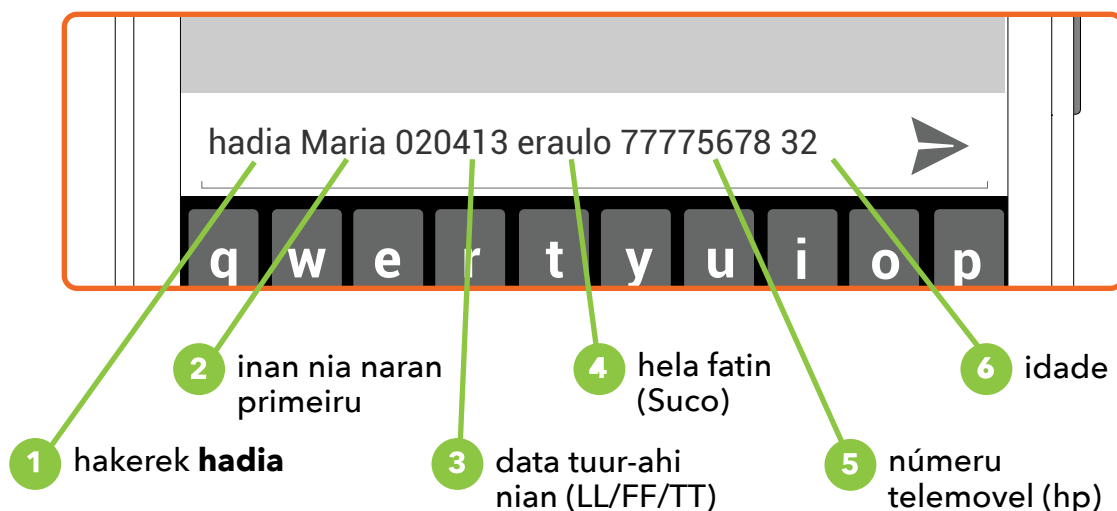 hadia Maria 020413 eraulo 77775678 32
q w e r t y u i o p
2 inan nia naran
primeiru
4 hela fatin
(Suco)
6 idade
1 hakerek hadia
3 data tuur-ahi
nian (LL/FF/TT)
5 númeru
telemovel (hp)